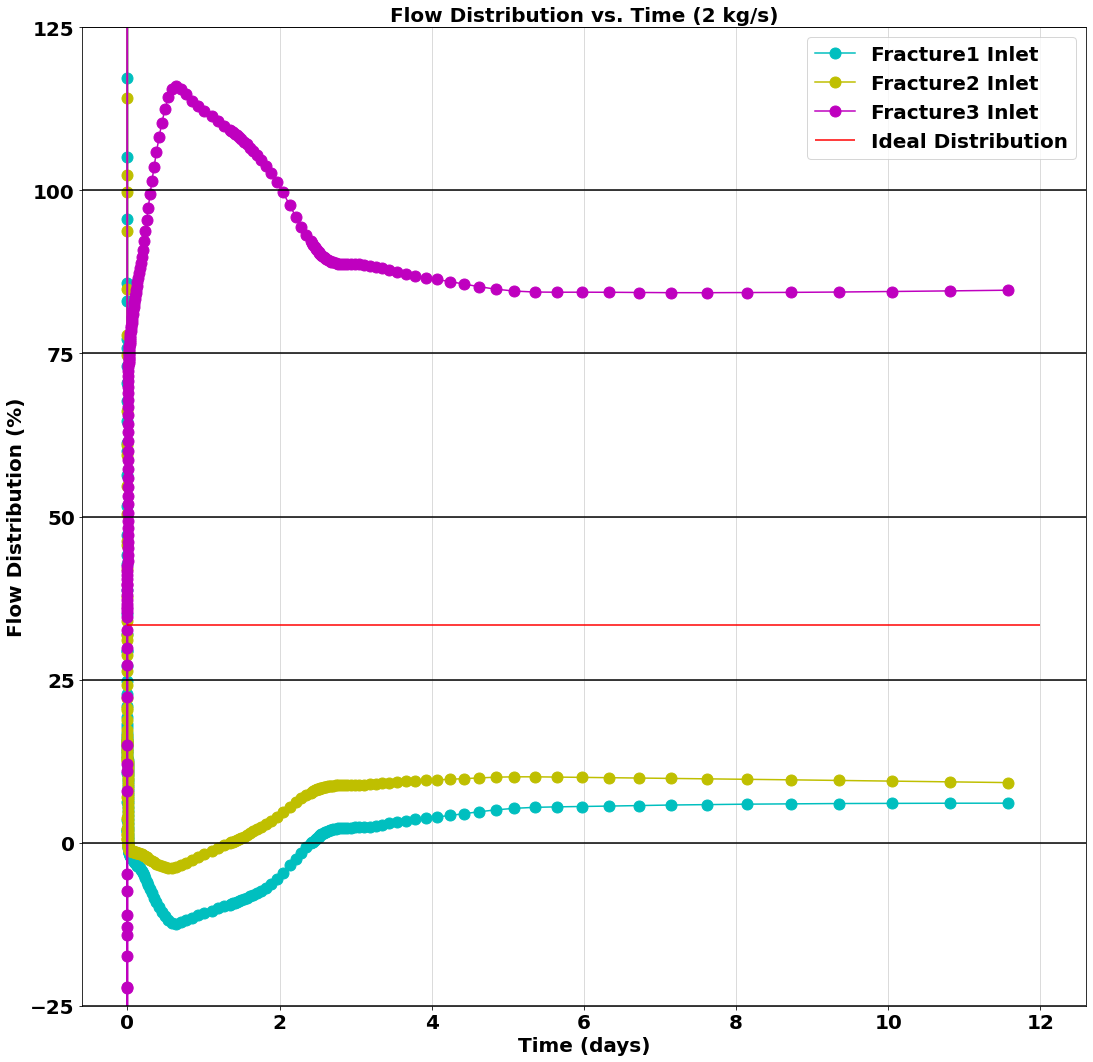 Flow Distribution vs. Time (2 kg/s)
Fracture1 Inlet
Fracture2 Inlet
Fracture3 Inlet
Ideal Distribution
Flow Distribution (%)
125
100
75
50
25
0
−25
0 2 4 6 8 10 12
Time (days)